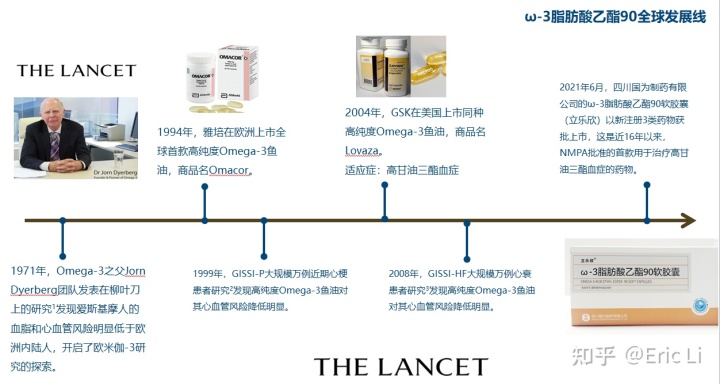 ω-3脂肪酸乙酯90全球发展线
THE LANCET
OMACOR
OMACOR
Lovaza
Dr Jorn Dyerberg
1994年，雅培在欧洲上市全
球首款高纯度Omega-3鱼
油，商品名Omacor。
2004年，GSK在美国上市同种
高纯度Omega-3鱼油，商品名
Lovaza。
适应症：高甘油三酯血症
2021年6月，四川国为制药有
限公司的ω-3脂肪酸乙酯90软胶囊
（立乐欣）以新注册3类药物获
批上市，这是近16年以来，
NMPA批准的首款用于治疗高甘
油三酯血症的药物。
1971年，Omega-3之父Jorn
Dyerberg团队发表在柳叶刀
上的研究¹发现爱斯基摩人的
血脂和心血管风险明显低于欧
洲内陆人，开启了欧米伽-3研
究的探索。
1999年，GISSI-P大规模万例近期心梗
患者研究²发现高纯度Omega-3鱼油
对其心血管风险降低明显。
2008年，GISSI-HF大规模万例心衰
患者研究²发现高纯度Omega-3鱼油
对其心血管风险降低明显。
ω-3脂肪酸乙酯90软胶囊
THE LANCET
知乎 @Eric Li